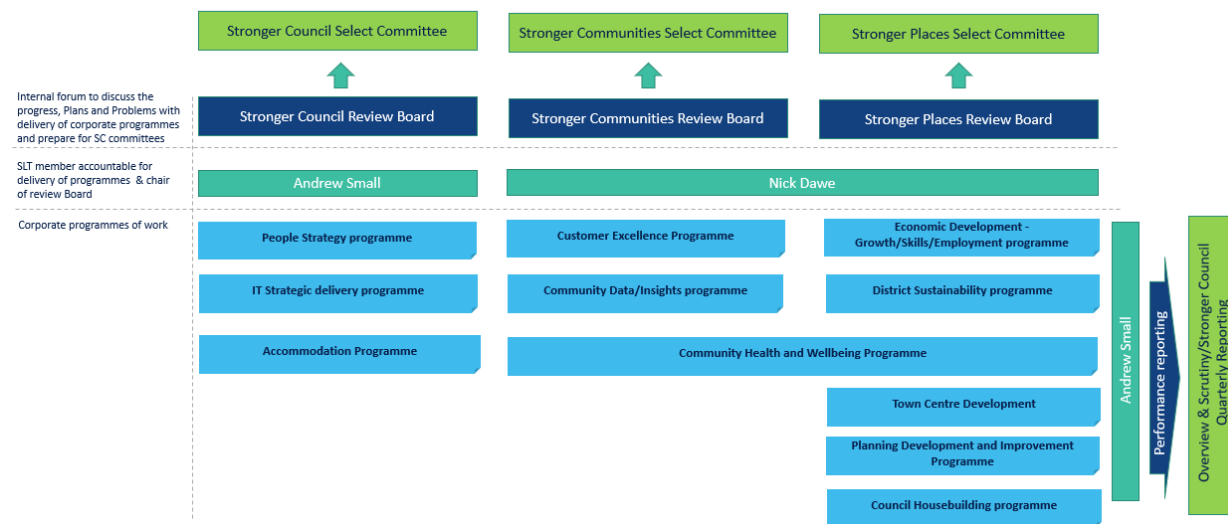 Stronger Council Select Committee
Stronger Communities Select Committee
Stronger Places Select Committee
Internal forum to discuss the
progress, Plans and Problems with
delivery of corporate programmes
and prepare for SC committees
Stronger Council Review Board
Stronger Communities Review Board
Stronger Places Review Board
SLT member accountable for
delivery of programmes & chair
of review Board
Andrew Small
Nick Dawe
Corporate programmes of work
People Strategy programme
Customer Excellence Programme
Economic Development -
Growth/Skills/Employment programme
IT Strategic delivery programme
Community Data/Insights programme
District Sustainability programme
Accommodation Programme
Community Health and Wellbeing Programme
Town Centre Development
Planning Development and Improvement
Programme
Council Housebuilding programme
Andrew Small
Performance reporting
Overview & Scrutiny/Stronger Council
Quarterly Reporting